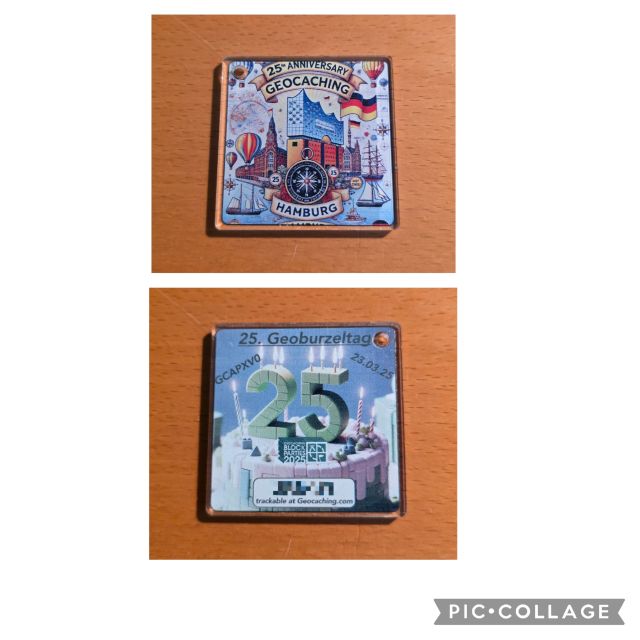 25th ANNIVERSARY
GEOCACHING
25
25
HAMBURG
25. Geoburzeltag
GCAPXV0
23.03.25
25
BLOCK
PARTIES
2025
trackable at Geocaching.com
PIC•COLLAGE